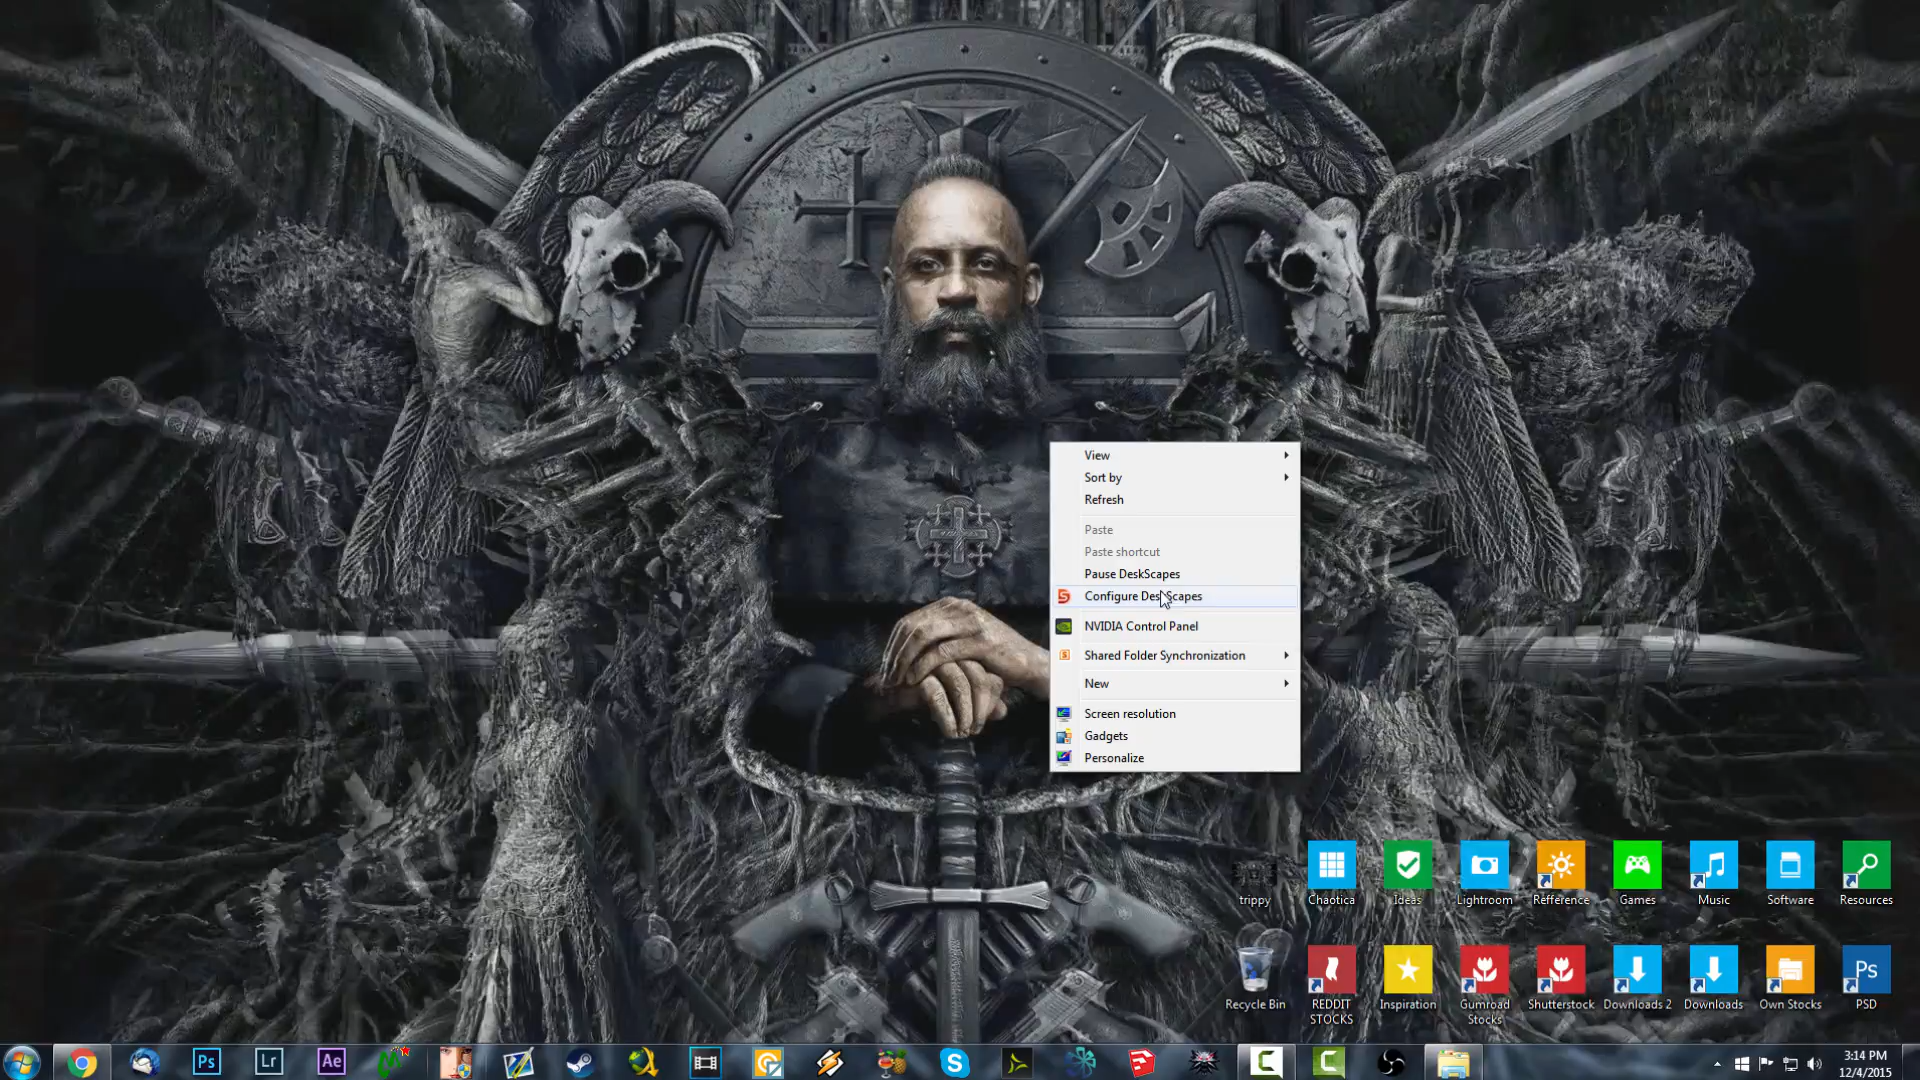 View
Sort by
Refresh
Paste
Paste shortcut
Pause DeskScapes
Configure DeskScapes
NVIDIA Control Panel
Shared Folder Synchronization
New
Screen resolution
Gadgets
Personalize
trippy
Chaotica
Ideas
Lightroom
Refference
Games
Music
Software
Resources
Recycle Bin
REDDIT STOCKS
Inspiration
Gumroad Stocks
Shutterstock
Downloads 2
Downloads
Own Stocks
Ps
PSD
Ps
Lr
Ae
3:14 PM
12/4/2015